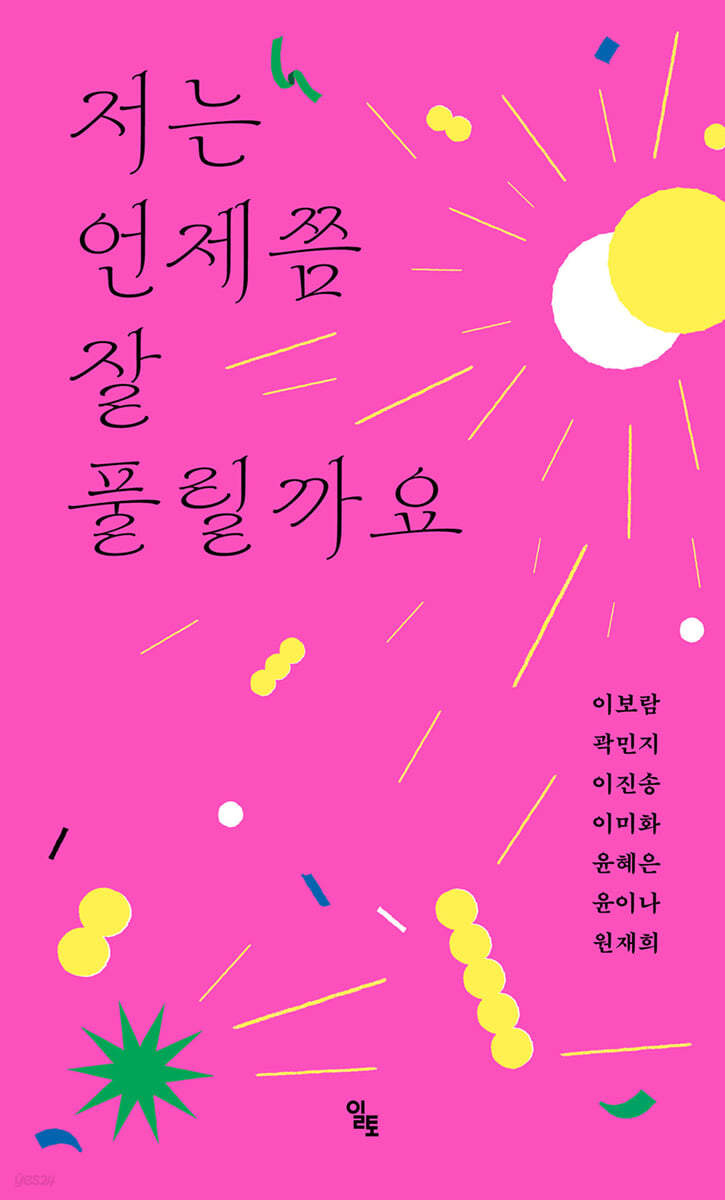 저는
언제쯤
잘
풀릴까요
이보람
곽민지
이진송
이미화
윤혜은
윤이나
원재희
일토
yes24